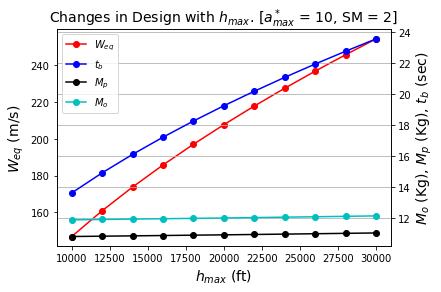 Changes in Design with h_max. [a*_max = 10, SM = 2]
W_eq
t_b
M_p
M_o
240
220
200
180
160
W_eq (m/s)
24
22
20
18
16
14
12
M_o (Kg), M_p (Kg), t_b (sec)
10000 12500 15000 17500 20000 22500 25000 27500 30000
h_max (ft)